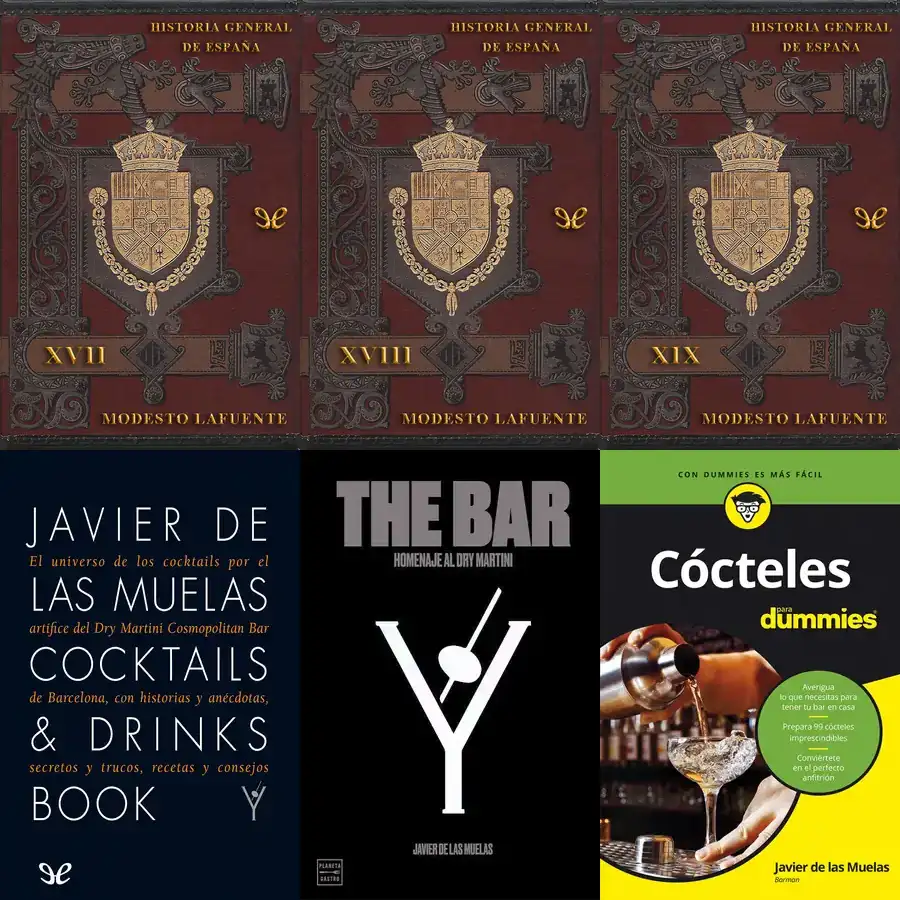 HISTORIA GENERAL
DE ESPAÑA
XVII
MODESTO LAFUENTE
HISTORIA GENERAL
DE ESPAÑA
XVIII
MODESTO LAFUENTE
HISTORIA GENERAL
DE ESPAÑA
XIX
MODESTO LAFUENTE
JAVIER DE
El universo de los cocktails por el
LAS MUELAS
artífice del Dry Martini Cosmopolitan Bar
COCKTAILS
de Barcelona, con historias y anécdotas,
& DRINKS
secretos y trucos, recetas y consejos
BOOK
THE BAR
HOMENAJE AL DRY MARTINI
JAVIER DE LAS MUELAS
PLANETA
GASTRO
CON DUMMIES ES MÁS FÁCIL
Cócteles
para
dummies
Averigua
lo que necesitas para
tener tu bar en casa
Prepara 99 cócteles
imprescindibles
Conviértete
en el perfecto
anfitrión
Javier de las Muelas
Barman